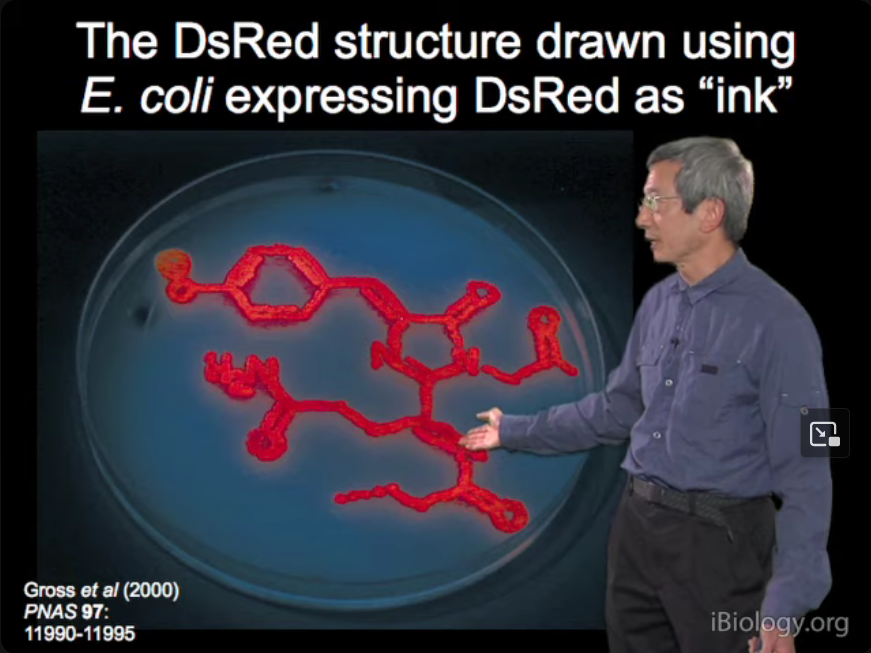 The DsRed structure drawn using
E. coli expressing DsRed as “ink”
H₂N
N
N
Gross et al (2000)
PNAS 97:
11990-11995
iBiology.org